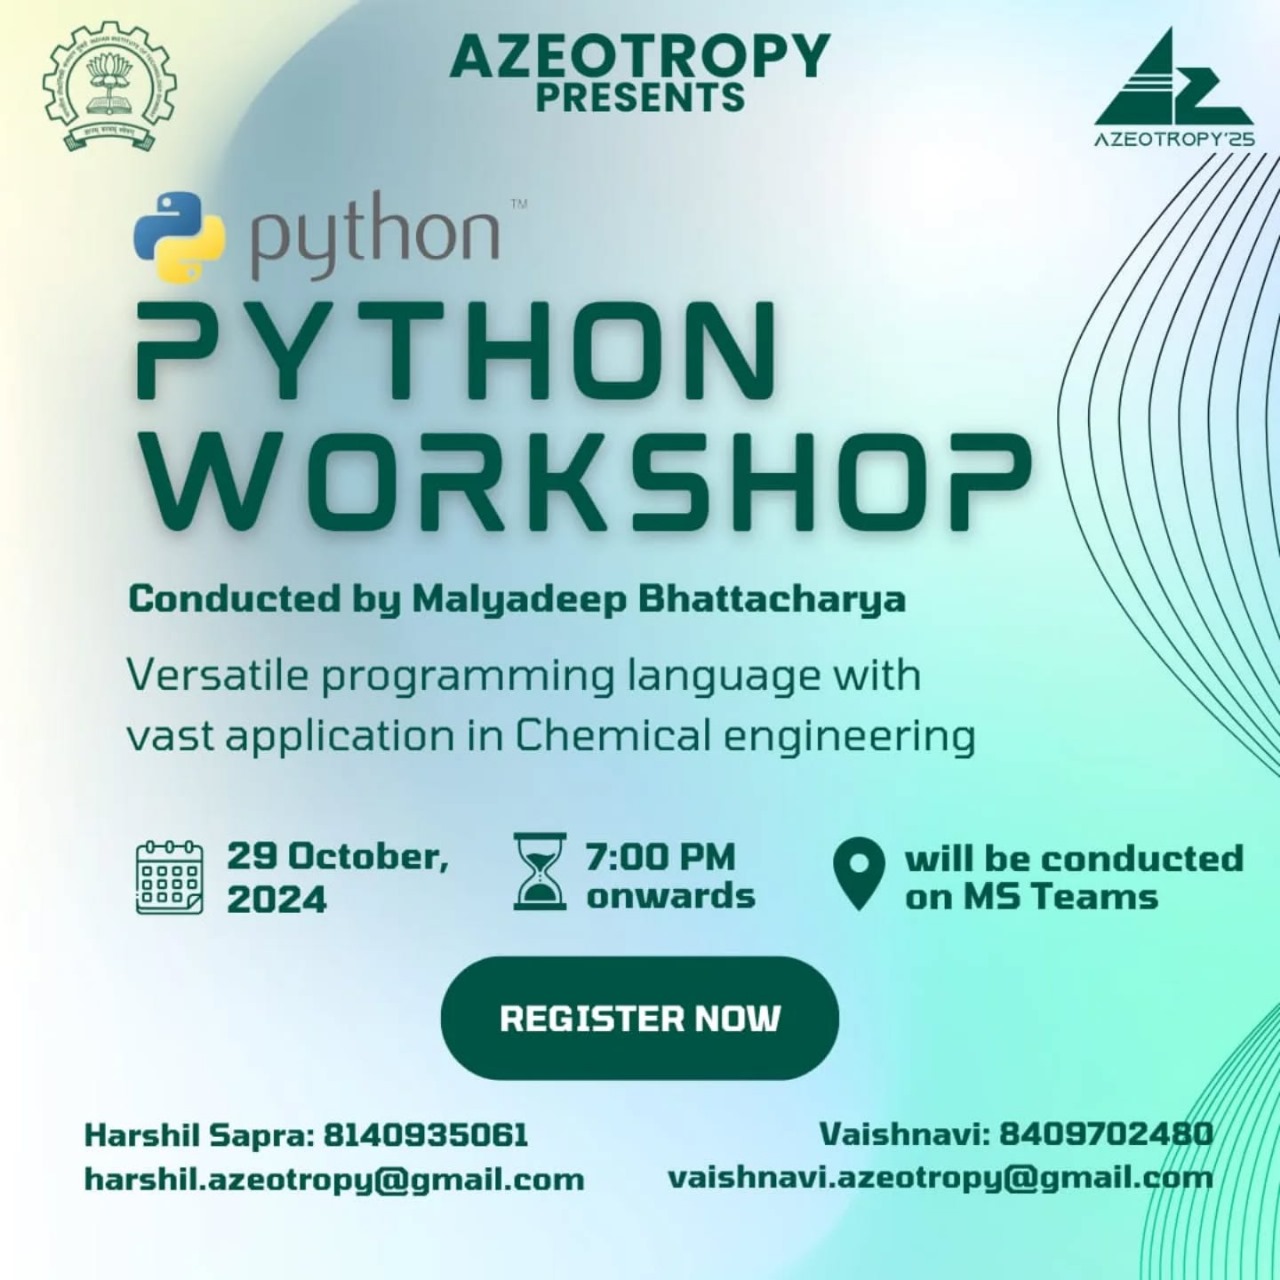 AZEOTROPY
PRESENTS
AZEOTROPY'25
python™
PYTHON
WORKSHOP
Conducted by Malyadeep Bhattacharya
Versatile programming language with
vast application in Chemical engineering
29 October,
2024
7:00 PM
onwards
will be conducted
on MS Teams
REGISTER NOW
Harshil Sapra: 8140935061
harshil.azeotropy@gmail.com
Vaishnavi: 8409702480
vaishnavi.azeotropy@gmail.com